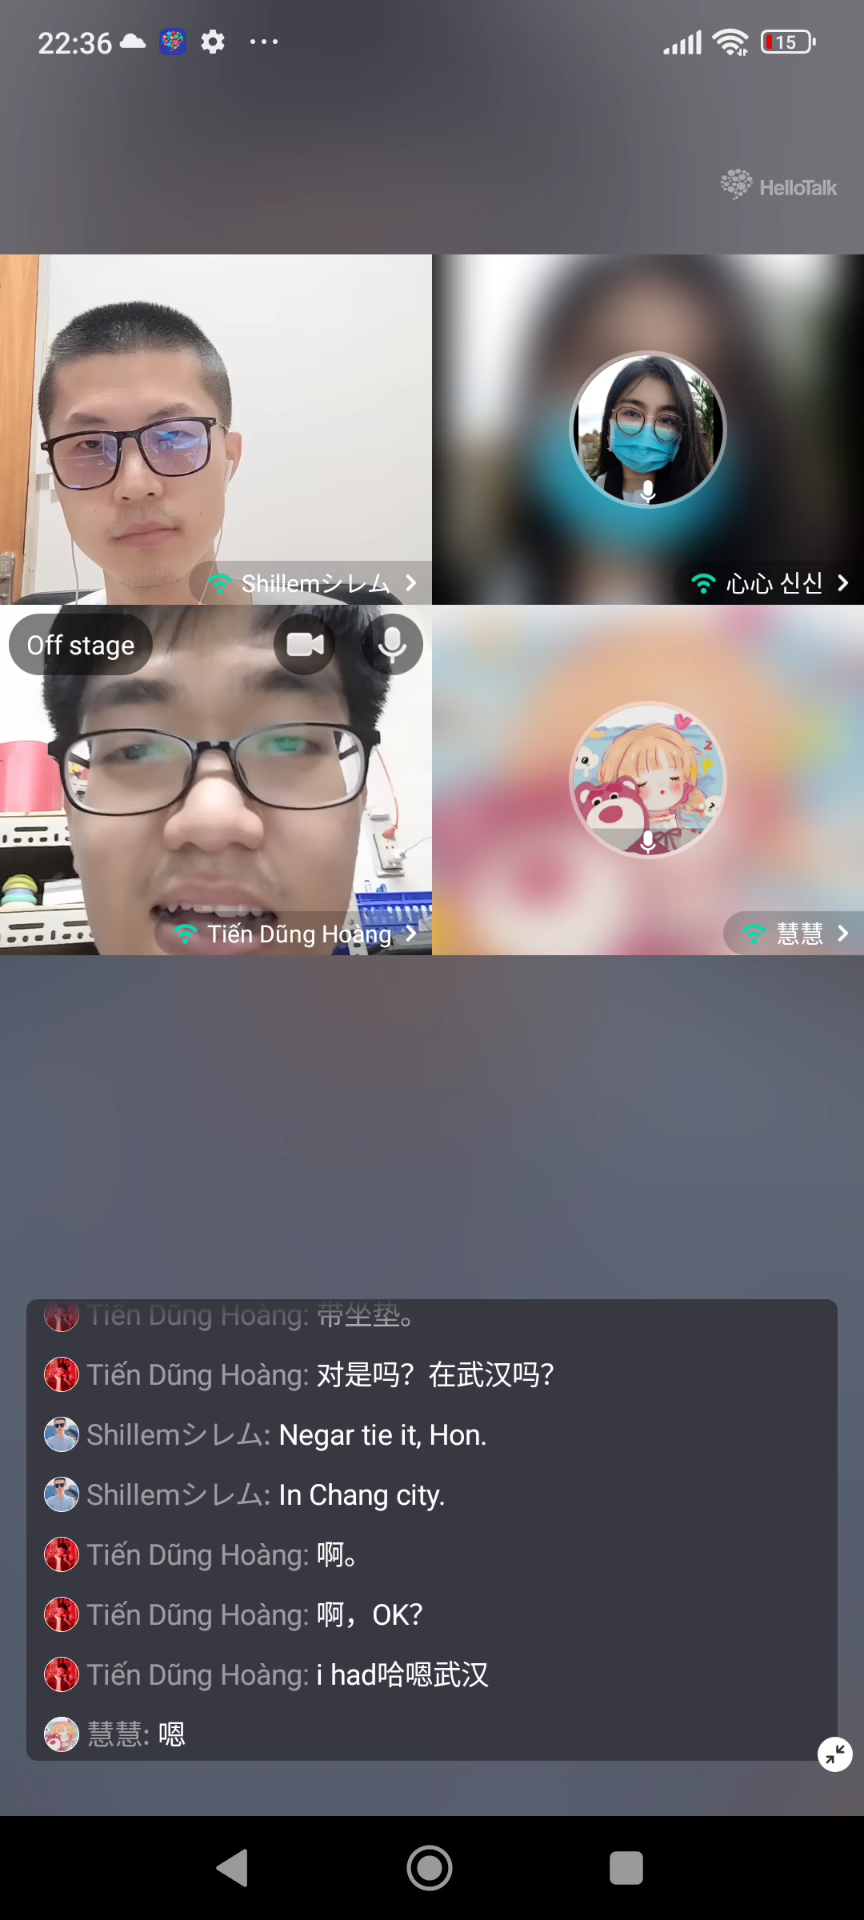 22:36
15
HelloTalk
Shillemシレム
心心 신신
Off stage
Tiến Dũng Hoàng
慧慧
Tiến Dũng Hoàng: 带坐垫。
Tiến Dũng Hoàng: 对是吗？在武汉吗？
Shillemシレム: Negar tie it, Hon.
Shillemシレム: In Chang city.
Tiến Dũng Hoàng: 啊。
Tiến Dũng Hoàng: 啊，OK？
Tiến Dũng Hoàng: i had哈嗯武汉
慧慧: 嗯